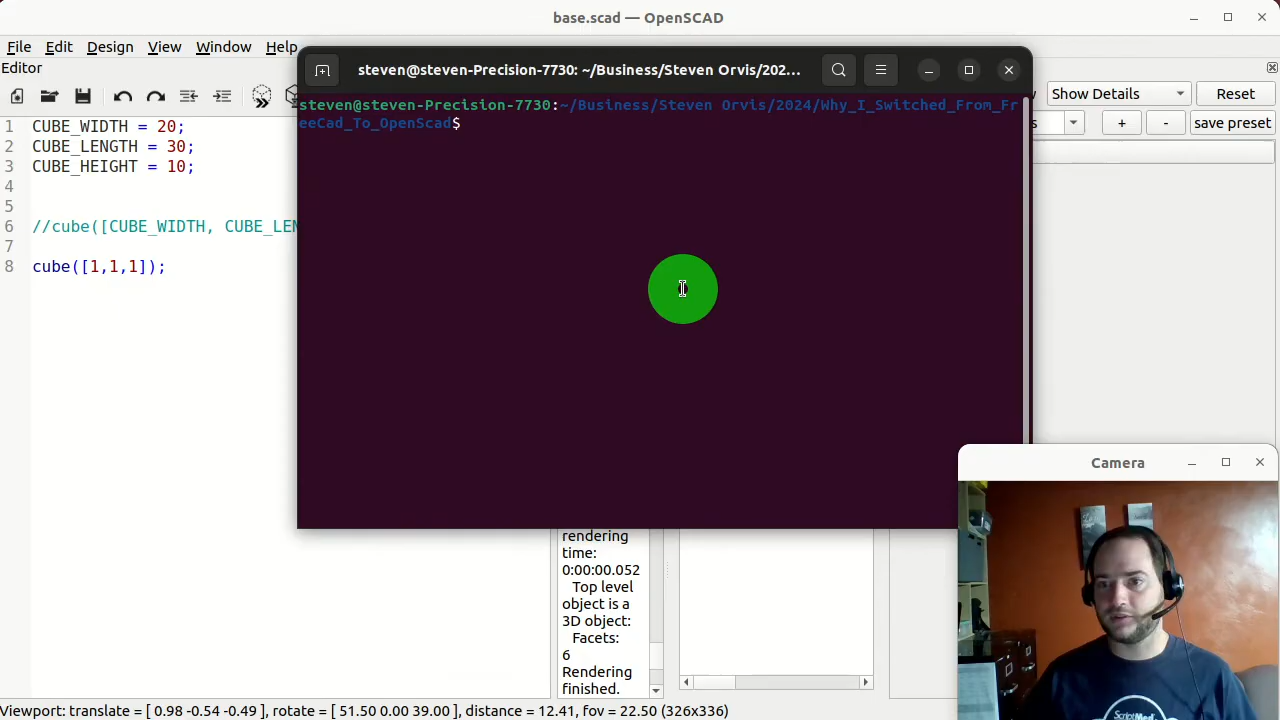 base.scad — OpenSCAD
File Edit Design View Window Help
Editor
steven@steven-Precision-7730: ~/Business/Steven Orvis/202...
Show Details
Reset
s
+
-
save preset
steven@steven-Precision-7730:~/Business/Steven Orvis/2024/Why_I_Switched_From_Fr
eeCad_To_OpenScad$
1 CUBE_WIDTH = 20;
2 CUBE_LENGTH = 30;
3 CUBE_HEIGHT = 10;
4
5
6 //cube([CUBE_WIDTH, CUBE_LEN
7
8 cube([1,1,1]);
Camera
rendering
time:
0:00:00.052
Top level
object is a
3D object:
Facets:
6
Rendering
finished.
ScriptMed
Viewport: translate = [ 0.98 -0.54 -0.49 ], rotate = [ 51.50 0.00 39.00 ], distance = 12.41, fov = 22.50 (326x336)